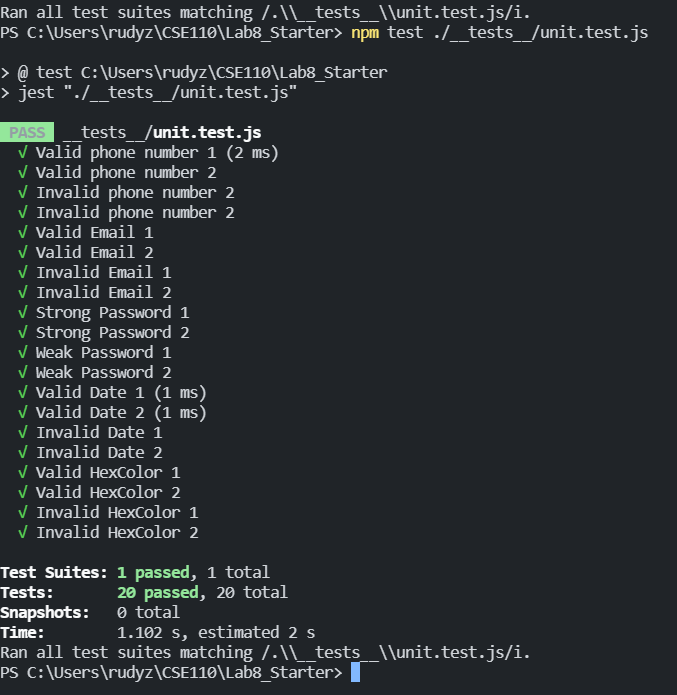 Ran all test suites matching /.\\__tests__\\unit.test.js/i.
PS C:\Users\rudyz\CSE110\Lab8_Starter> npm test ./__tests__/unit.test.js
> @ test C:\Users\rudyz\CSE110\Lab8_Starter
> jest "./__tests__/unit.test.js"
PASS __tests__/unit.test.js
√ Valid phone number 1 (2 ms)
√ Valid phone number 2
√ Invalid phone number 2
√ Invalid phone number 2
√ Valid Email 1
√ Valid Email 2
√ Invalid Email 1
√ Invalid Email 2
√ Strong Password 1
√ Strong Password 2
√ Weak Password 1
√ Weak Password 2
√ Valid Date 1 (1 ms)
√ Valid Date 2 (1 ms)
√ Invalid Date 1
√ Invalid Date 2
√ Valid HexColor 1
√ Valid HexColor 2
√ Invalid HexColor 1
√ Invalid HexColor 2
Test Suites: 1 passed, 1 total
Tests: 20 passed, 20 total
Snapshots: 0 total
Time: 1.102 s, estimated 2 s
Ran all test suites matching /.\\__tests__\\unit.test.js/i.
PS C:\Users\rudyz\CSE110\Lab8_Starter>